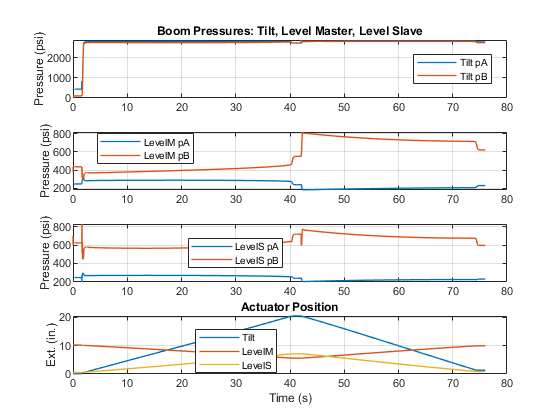 Boom Pressures: Tilt, Level Master, Level Slave
Pressure (psi)
2000
1000
0
Tilt pA
Tilt pB
0 10 20 30 40 50 60 70 80
Pressure (psi)
800
600
400
200
LevelM pA
LevelM pB
0 10 20 30 40 50 60 70 80
Pressure (psi)
800
600
400
200
LevelS pA
LevelS pB
0 10 20 30 40 50 60 70 80
Actuator Position
Ext. (in.)
20
10
0
Tilt
LevelM
LevelS
0 10 20 30 40 50 60 70 80
Time (s)